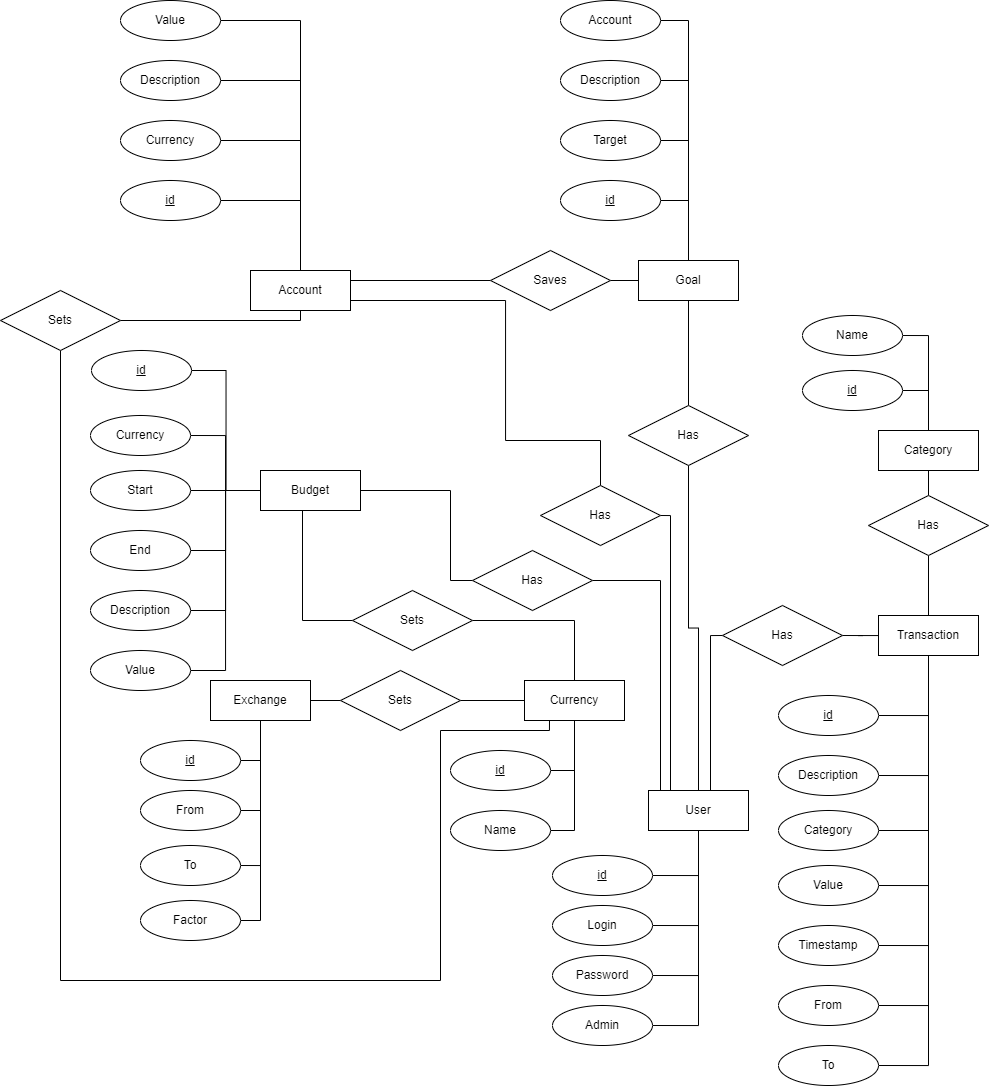 Value
Description
Currency
id
Account
Description
Target
id
Account
Saves
Goal
Sets
Name
id
Category
Has
id
Currency
Start
End
Description
Value
Budget
Has
Has
Has
Sets
Has
Transaction
Exchange
Sets
Currency
id
From
To
Factor
id
Name
User
id
Login
Password
Admin
id
Description
Category
Value
Timestamp
From
To